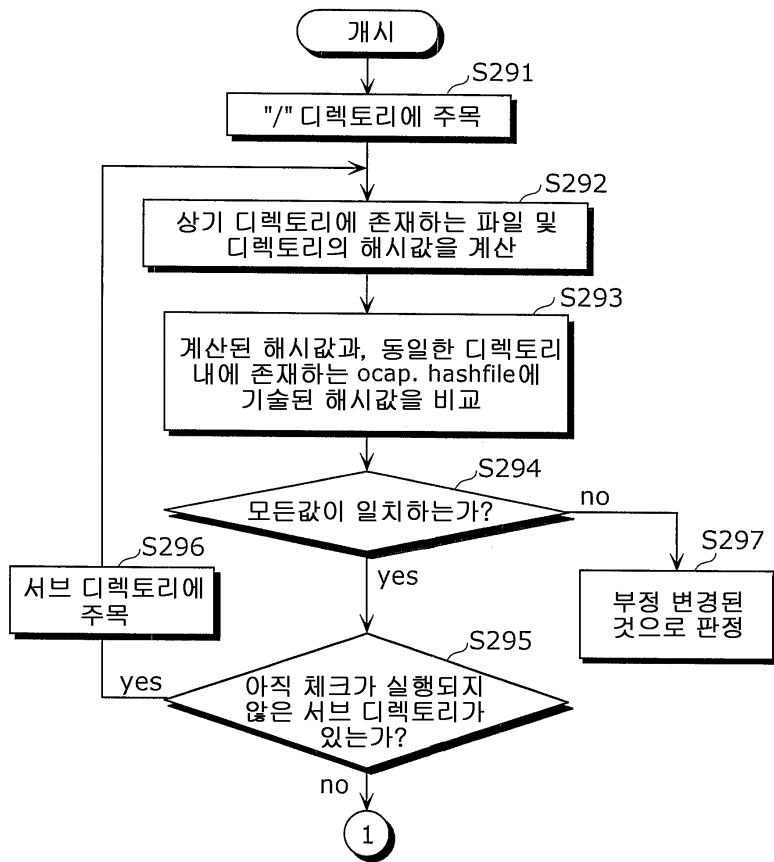 개시
S291
"/" 디렉토리에 주목
S292
상기 디렉토리에 존재하는 파일 및
디렉토리의 해시값을 계산
S293
계산된 해시값과, 동일한 디렉토리
내에 존재하는 ocap. hashfile에
기술된 해시값을 비교
S294
모든값이 일치하는가?
no
yes
S296
서브 디렉토리에
주목
S297
부정 변경된
것으로 판정
S295
아직 체크가 실행되지
않은 서브 디렉토리가
있는가?
yes
no
1